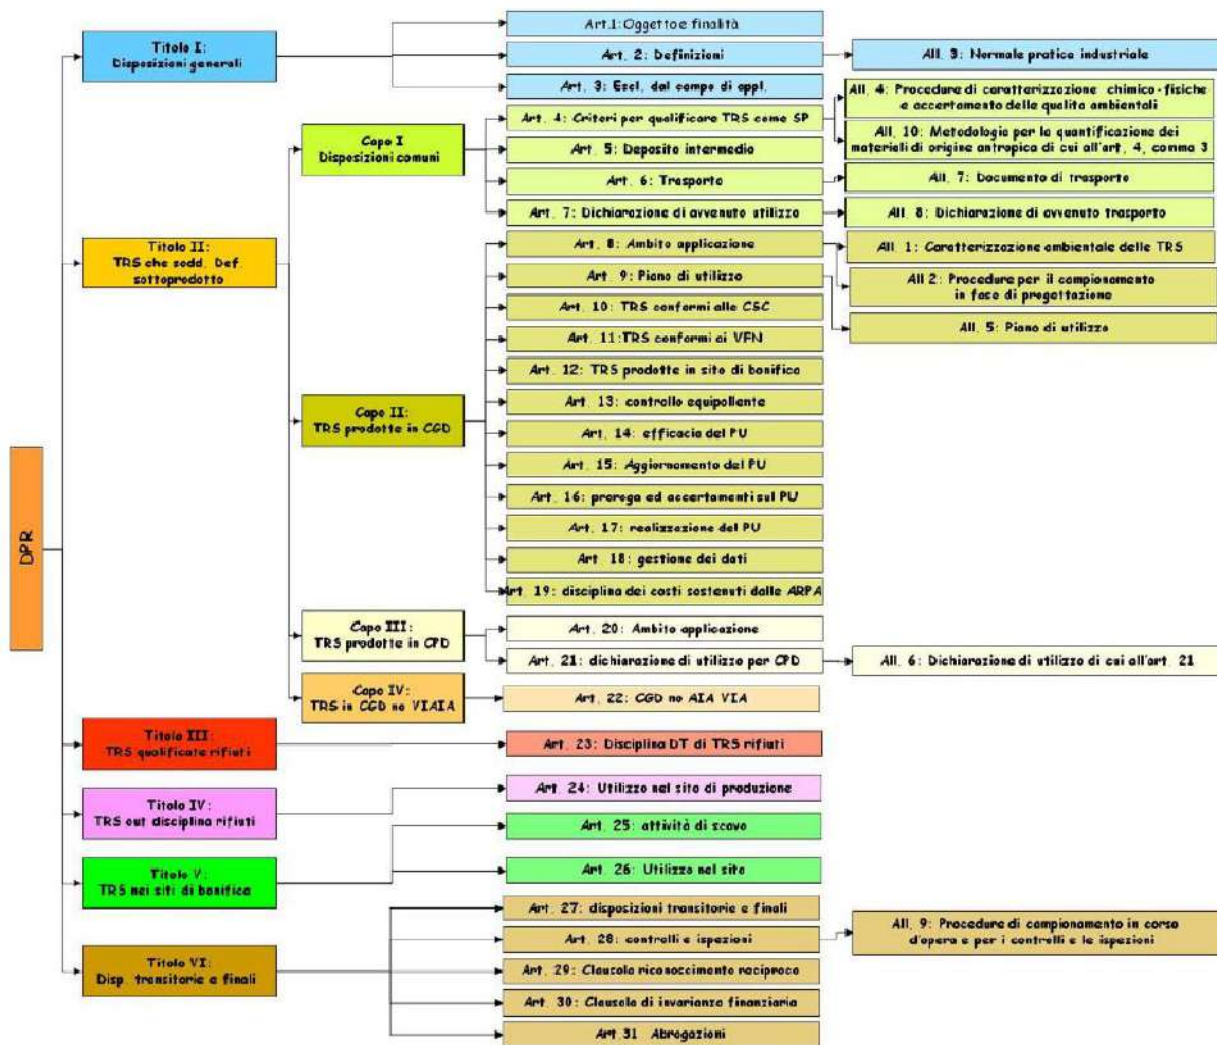 DPR
Titolo I:
Disposizioni generali
Art.1:Oggetto e finalità
Art. 2: Definizioni
All. 3: Normale pratica industriale
Art. 3: Escl. dal campo di appl.
Titolo II:
TRS che sodd. Def.
sottoprodotto
Capo I
Disposizioni comuni
Art. 4: Criteri per qualificare TRS come SP
All. 4: Procedure di caratterizzazione chimico-fisiche
e accertamento delle qualita ambientali
All. 10: Metodologie per la quantificazione dei
materiali di origine antropica di cui all'art. 4, comma 3
Art. 5: Deposito intermedio
Art. 6: Trasporto
All. 7: Documento di trasporto
Art. 7: Dichiarazione di avvenuto utilizzo
All. 8: Dichiarazione di avvenuto trasporto
Capo II:
TRS prodotte in CGD
Art. 8: Ambito applicazione
All. 1: Caratterizzazione ambientale delle TRS
All 2: Procedure per il campionamento
in fase di progettazione
Art. 9: Piano di utilizzo
All. 5: Piano di utilizzo
Art. 10: TRS conformi alle CSC
Art. 11:TRS conformi ai VFN
Art. 12: TRS prodotte in sito di bonifica
Art. 13: controllo equipollente
Art. 14: efficacia del PU
Art. 15: Aggiornamento del PU
Art. 16: proroga ed accertamenti sul PU
Art. 17: realizzazione del PU
Art. 18: gestione dei dati
Art. 19: disciplina dei costi sostenuti dalle ARPA
Capo III:
TRS prodotte in CPD
Art. 20: Ambito applicazione
Art. 21: dichiarazione di utilizzo per CPD
All. 6: Dichiarazione di utilizzo di cui all'art. 21
Capo IV:
TRS in CGD no VIAIA
Art. 22: CGD no AIA VIA
Titolo III:
TRS qualificate rifiuti
Art. 23: Disciplina DT di TRS rifiuti
Titolo IV:
TRS out disciplina rifiuti
Art. 24: Utilizzo nel sito di produzione
Titolo V:
TRS nei siti di bonifica
Art. 25: attività di scavo
Art. 26: Utilizzo nel sito
Titolo VI:
Disp. transitorie e finali
Art. 27: disposizioni transitorie e finali
Art. 28: controlli e ispezioni
All. 9: Procedure di campionamento in corso
d'opera e per i controlli e le ispezioni
Art. 29: Clausola riconoscimento reciproco
Art. 30: Clausola di invarianza finanziaria
Art.31 Abrogazioni